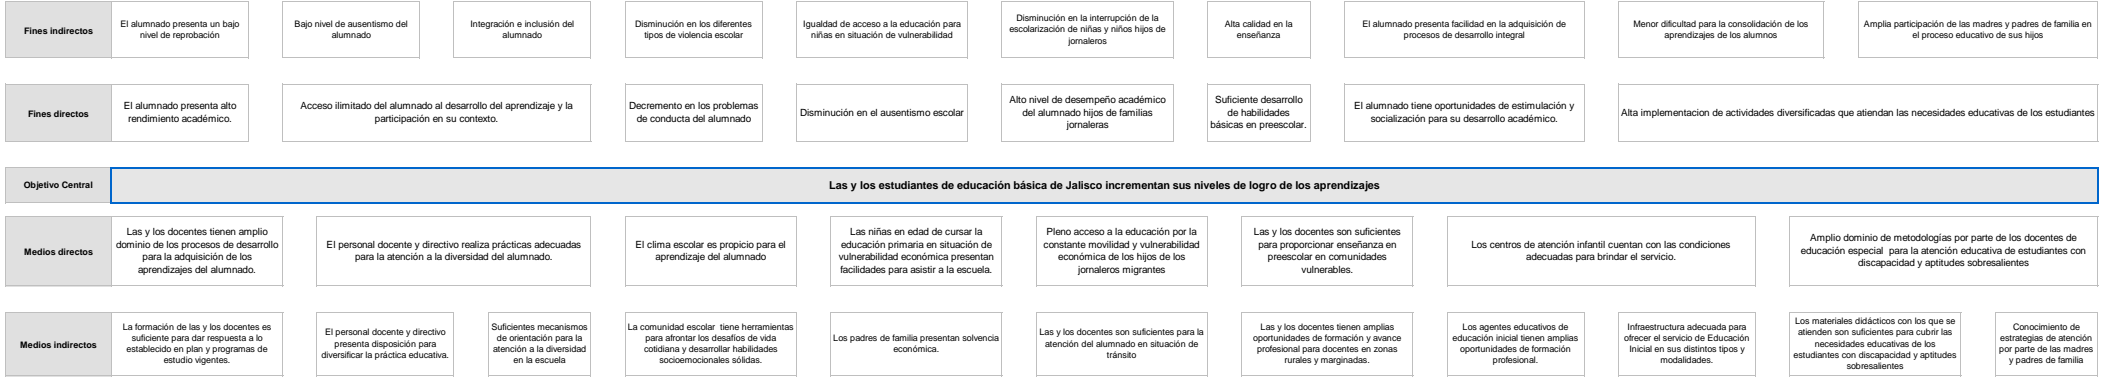 Fines indirectos
El alumnado presenta un bajo
nivel de reprobación
Bajo nivel de ausentismo del
alumnado
Integración e inclusión del
alumnado
Disminución en los diferentes
tipos de violencia escolar
Igualdad de acceso a la educación para
niñas en situación de vulnerabilidad
Disminución en la interrupción de la
escolarización de niñas y niños hijos de
jornaleros
Alta calidad en la
enseñanza
El alumnado presenta facilidad en la adquisición de
procesos de desarrollo integral
Menor dificultad para la consolidación de los
aprendizajes de los alumnos
Amplia participación de las madres y padres de familia en
el proceso educativo de sus hijos
Fines directos
El alumnado presenta alto
rendimiento académico.
Acceso ilimitado del alumnado al desarrollo del aprendizaje y la
participación en su contexto.
Decremento en los problemas
de conducta del alumnado
Disminución en el ausentismo escolar
Alto nivel de desempeño académico
del alumnado hijos de familias
jornaleras
Suficiente desarrollo
de habilidades
básicas en preescolar.
El alumnado tiene oportunidades de estimulación y
socialización para su desarrollo académico.
Alta implementacion de actividades diversificadas que atiendan las necesidades educativas de los estudiantes
Objetivo Central
Las y los estudiantes de educación básica de Jalisco incrementan sus niveles de logro de los aprendizajes
Medios directos
Las y los docentes tienen amplio
dominio de los procesos de desarrollo
para la adquisición de los
aprendizajes del alumnado.
El personal docente y directivo realiza prácticas adecuadas
para la atención a la diversidad del alumnado.
El clima escolar es propicio para el
aprendizaje del alumnado
Las niñas en edad de cursar la
educación primaria en situación de
vulnerabilidad económica presentan
facilidades para asistir a la escuela.
Pleno acceso a la educación por la
constante movilidad y vulnerabilidad
económica de los hijos de los
jornaleros migrantes
Las y los docentes son suficientes
para proporcionar enseñanza en
preescolar en comunidades
vulnerables.
Los centros de atención infantil cuentan con las condiciones
adecuadas para brindar el servicio.
Amplio dominio de metodologías por parte de los docentes de
educación especial para la atención educativa de estudiantes con
discapacidad y aptitudes sobresalientes
Medios indirectos
La formación de las y los docentes es
suficiente para dar respuesta a lo
establecido en plan y programas de
estudio vigentes.
El personal docente y directivo
presenta disposición para
diversificar la práctica educativa.
Suficientes mecanismos
de orientación para la
atención a la diversidad
en la escuela
La comunidad escolar tiene herramientas
para afrontar los desafíos de vida
cotidiana y desarrollar habilidades
socioemocionales sólidas.
Los padres de familia presentan solvencia
económica.
Las y los docentes son suficientes para la
atención del alumnado en situación de
tránsito
Las y los docentes tienen amplias
oportunidades de formación y avance
profesional para docentes en zonas
rurales y marginadas.
Los agentes educativos de
educación inicial tienen amplias
oportunidades de formación
profesional.
Infraestructura adecuada para
ofrecer el servicio de Educación
Inicial en sus distintos tipos y
modalidades.
Los materiales didácticos con los que se
atienden son suficientes para cubrir las
necesidades educativas de los
estudiantes con discapacidad y aptitudes
sobresalientes
Conocimiento de
estrategias de atención
por parte de las madres
y padres de familia